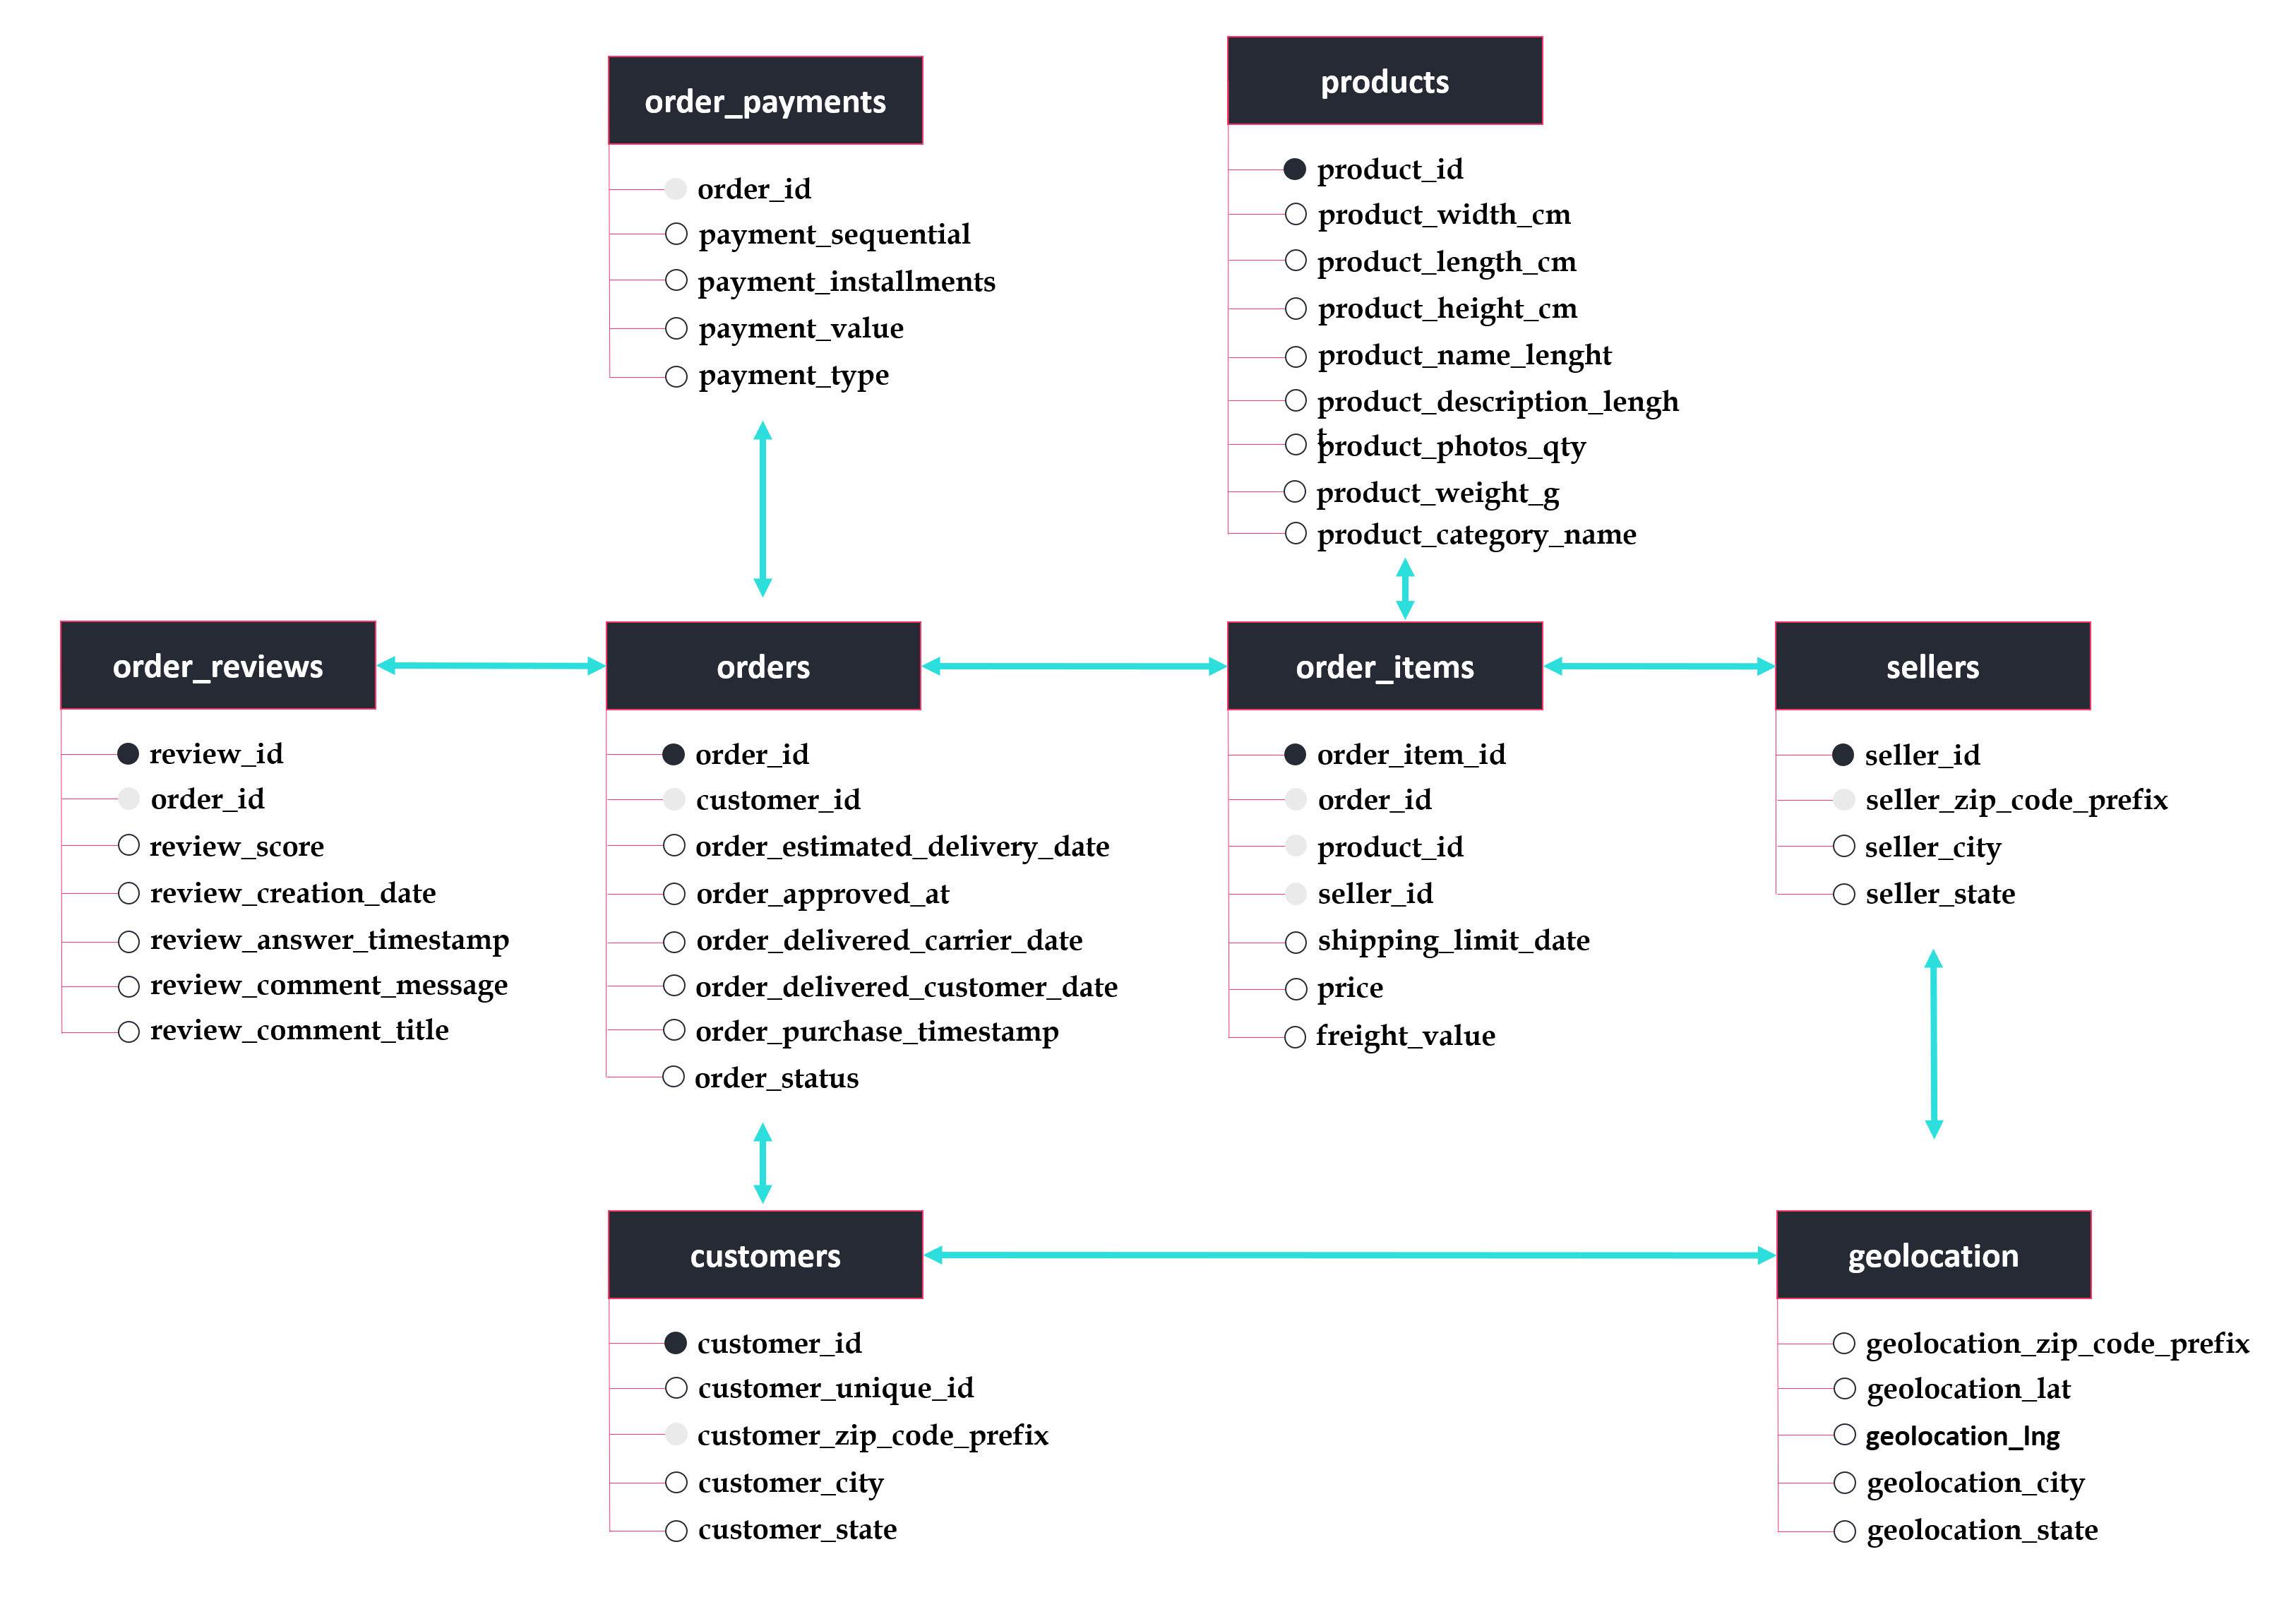 order_payments
order_id
payment_sequential
payment_installments
payment_value
payment_type
products
product_id
product_width_cm
product_length_cm
product_height_cm
product_name_lenght
product_description_lengh
t
product_photos_qty
product_weight_g
product_category_name
order_reviews
review_id
order_id
review_score
review_creation_date
review_answer_timestamp
review_comment_message
review_comment_title
orders
order_id
customer_id
order_estimated_delivery_date
order_approved_at
order_delivered_carrier_date
order_delivered_customer_date
order_purchase_timestamp
order_status
order_items
order_item_id
order_id
product_id
seller_id
shipping_limit_date
price
freight_value
sellers
seller_id
seller_zip_code_prefix
seller_city
seller_state
customers
customer_id
customer_unique_id
customer_zip_code_prefix
customer_city
customer_state
geolocation
geolocation_zip_code_prefix
geolocation_lat
geolocation_lng
geolocation_city
geolocation_state